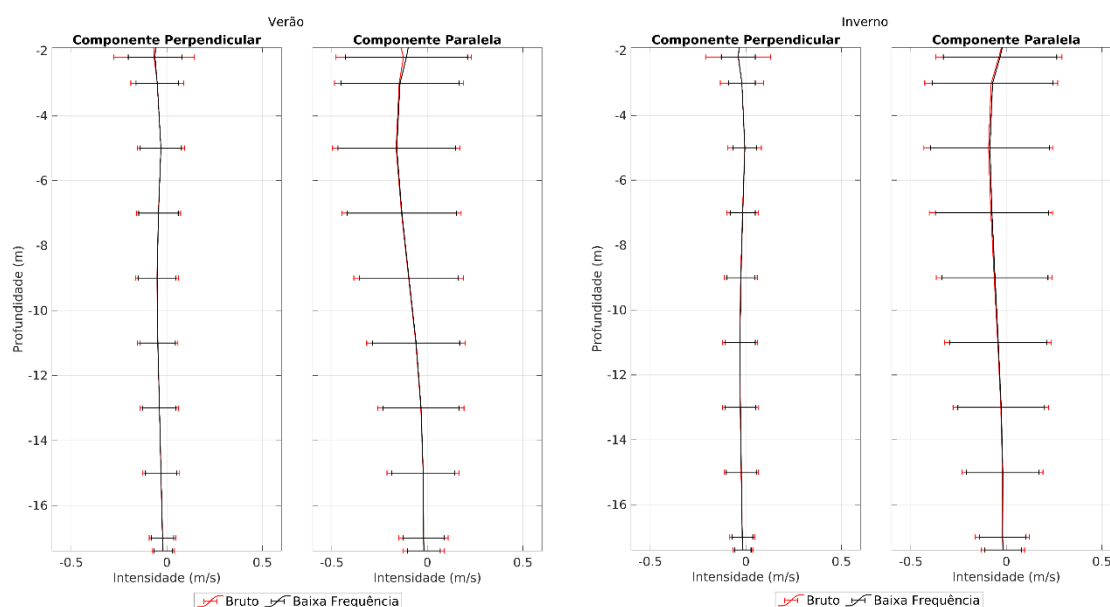 Verão
Componente Perpendicular
Componente Paralela
-2
-4
-6
-8
-10
-12
-14
-16
Profundidade (m)
-0.5 0 0.5
-0.5 0 0.5
Intensidade (m/s)
Intensidade (m/s)
Bruto Baixa Frequência
Inverno
Componente Perpendicular
Componente Paralela
-2
-4
-6
-8
-10
-12
-14
-16
Profundidade (m)
-0.5 0 0.5
-0.5 0 0.5
Intensidade (m/s)
Intensidade (m/s)
Bruto Baixa Frequência